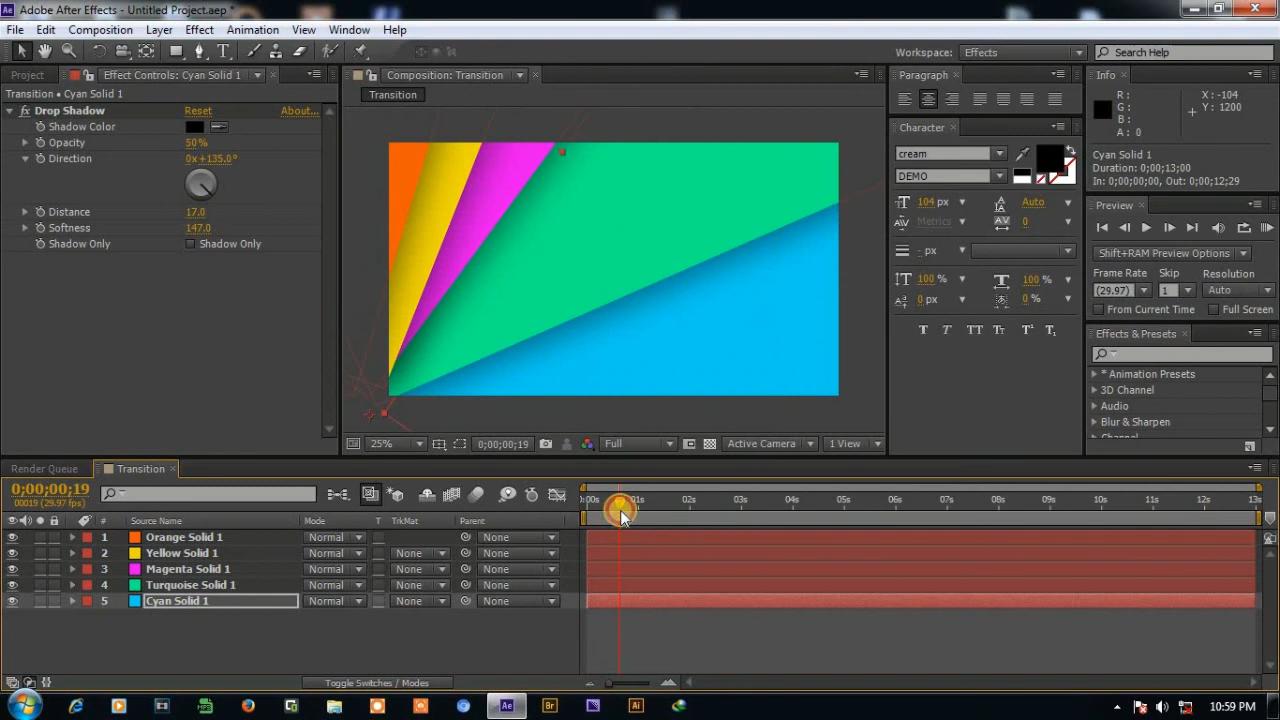 Adobe After Effects - Untitled Project.aep *
File Edit Composition Layer Effect Animation View Window Help
Workspace: Effects Search Help
Project Effect Controls: Cyan Solid 1
Transition • Cyan Solid 1
fx Drop Shadow Reset About...
Shadow Color
Opacity 50 %
Direction 0x+135.0°
Distance 17.0
Softness 147.0
Shadow Only Shadow Only
Composition: Transition
Transition
25% 0;00;00;19 Full Active Camera 1 View
Paragraph
Character
cream
DEMO
104 px Auto
Metrics 0
- px
100 % 100 %
0 px 0 %
T T TT Tt T¹ T₁
Info
R : X : -104
G : Y : 1200
B :
A : 0
Cyan Solid 1
Duration: 0;00;13;00
In: 0;00;00;00, Out: 0;00;12;29
Preview
Shift+RAM Preview Options
Frame Rate Skip Resolution
(29.97) 1 Auto
From Current Time Full Screen
Effects & Presets
* Animation Presets
3D Channel
Audio
Blur & Sharpen
Channel
Render Queue Transition
0;00;00;19
00019 (29.97 fps)
:00s 01s 02s 03s 04s 05s 06s 07s 08s 09s 10s 11s 12s 13s
# Source Name Mode T TrkMat Parent
1 Orange Solid 1 Normal None
2 Yellow Solid 1 Normal None None
3 Magenta Solid 1 Normal None None
4 Turquoise Solid 1 Normal None None
5 Cyan Solid 1 Normal None None
Toggle Switches / Modes
Ae Br Ai 10:59 PM